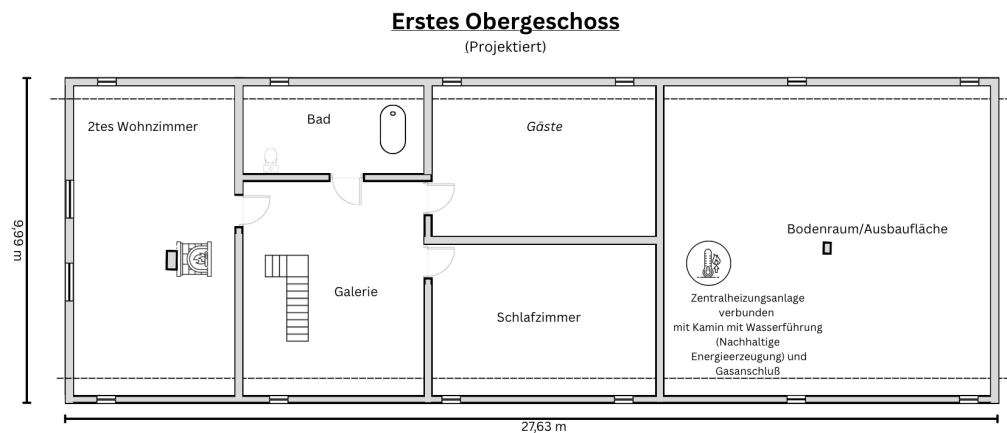 Erstes Obergeschoss
(Projektiert)
2tes Wohnzimmer
Bad
Gäste
Bodenraum/Ausbaufläche
9,99 m
Galerie
Schlafzimmer
Zentralheizungsanlage
verbunden
mit Kamin mit Wasserführung
(Nachhaltige
Energieerzeugung) und
Gasanschluß
27,63 m